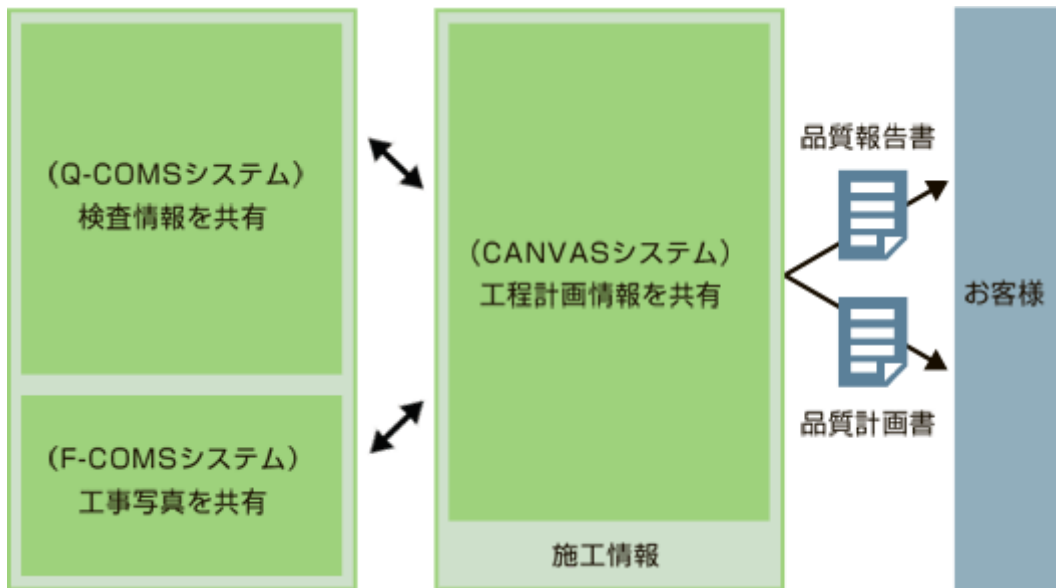 (Q-COMSシステム)
検査情報を共有
(F-COMSシステム)
工事写真を共有
(CANVASシステム)
工程計画情報を共有
施工情報
品質報告書
品質計画書
お客様